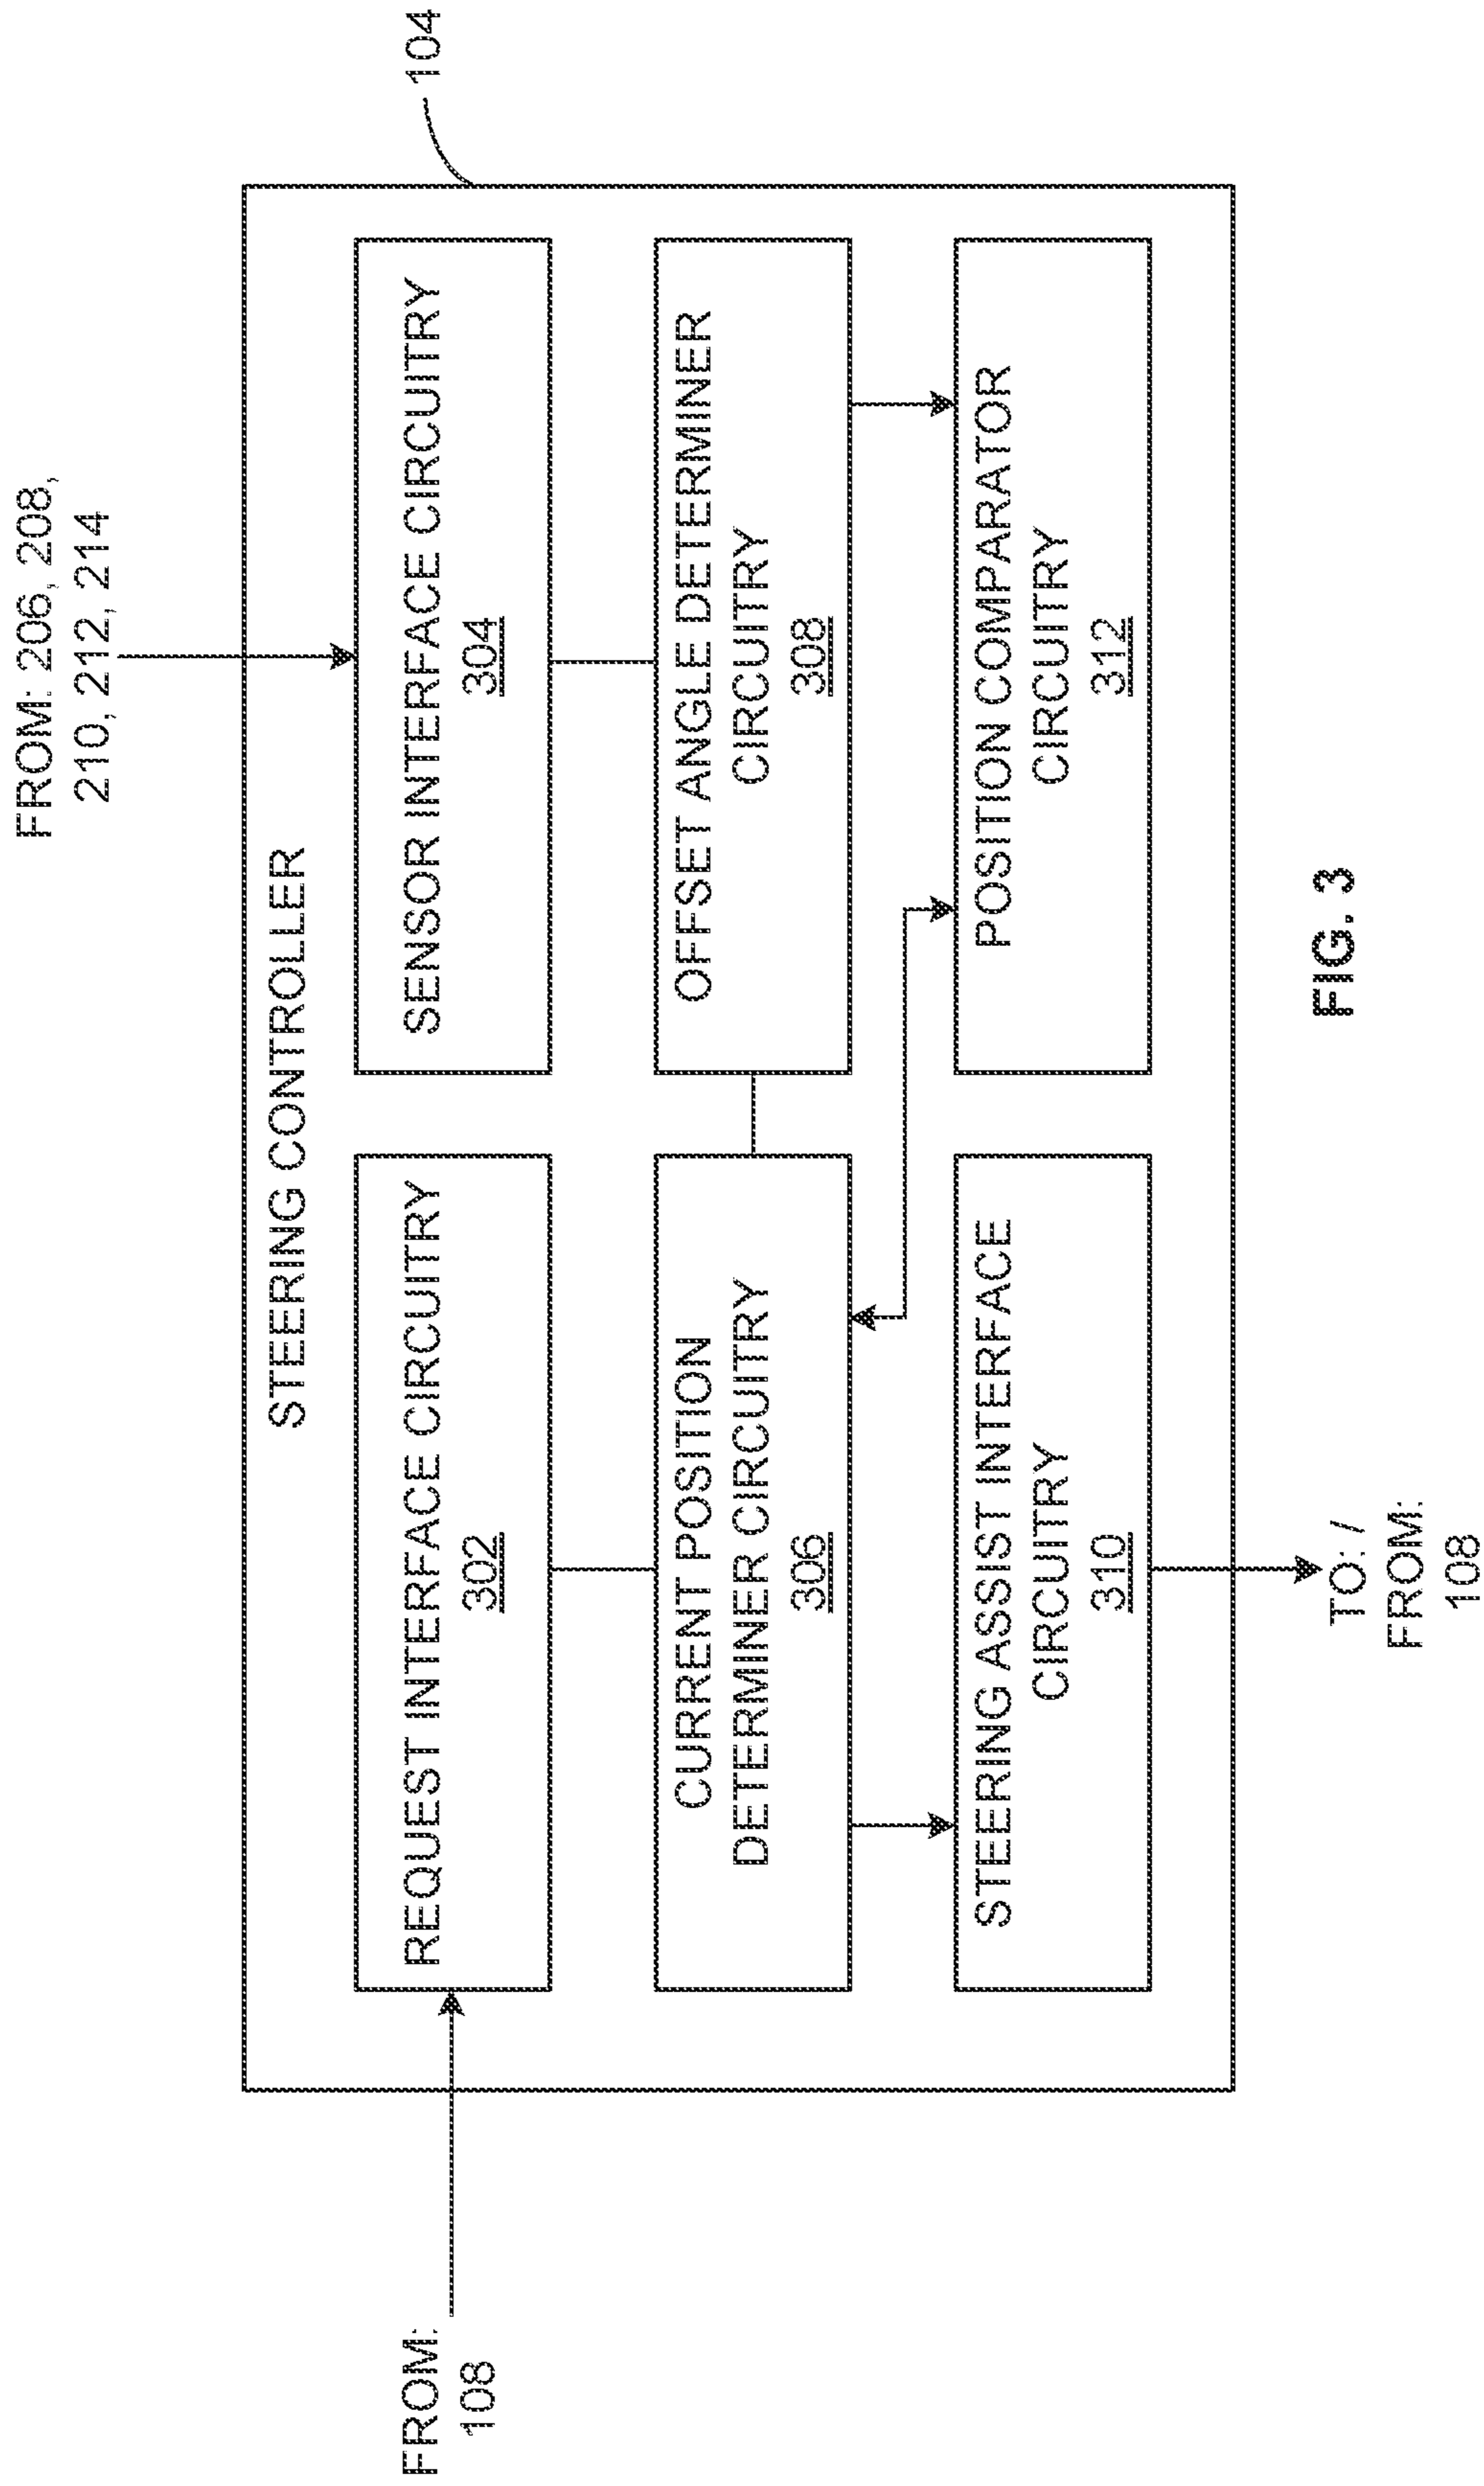 FROM: 206, 208,
210, 212, 214
104
STEERING CONTROLLER
FROM:
108
REQUEST INTERFACE CIRCUITRY
302
SENSOR INTERFACE CIRCUITRY
304
CURRENT POSITION
DETERMINER CIRCUITRY
306
OFFSET ANGLE DETERMINER
CIRCUITRY
308
STEERING ASSIST INTERFACE
CIRCUITRY
310
POSITION COMPARATOR
CIRCUITRY
312
TO: /
FROM:
108
FIG. 3